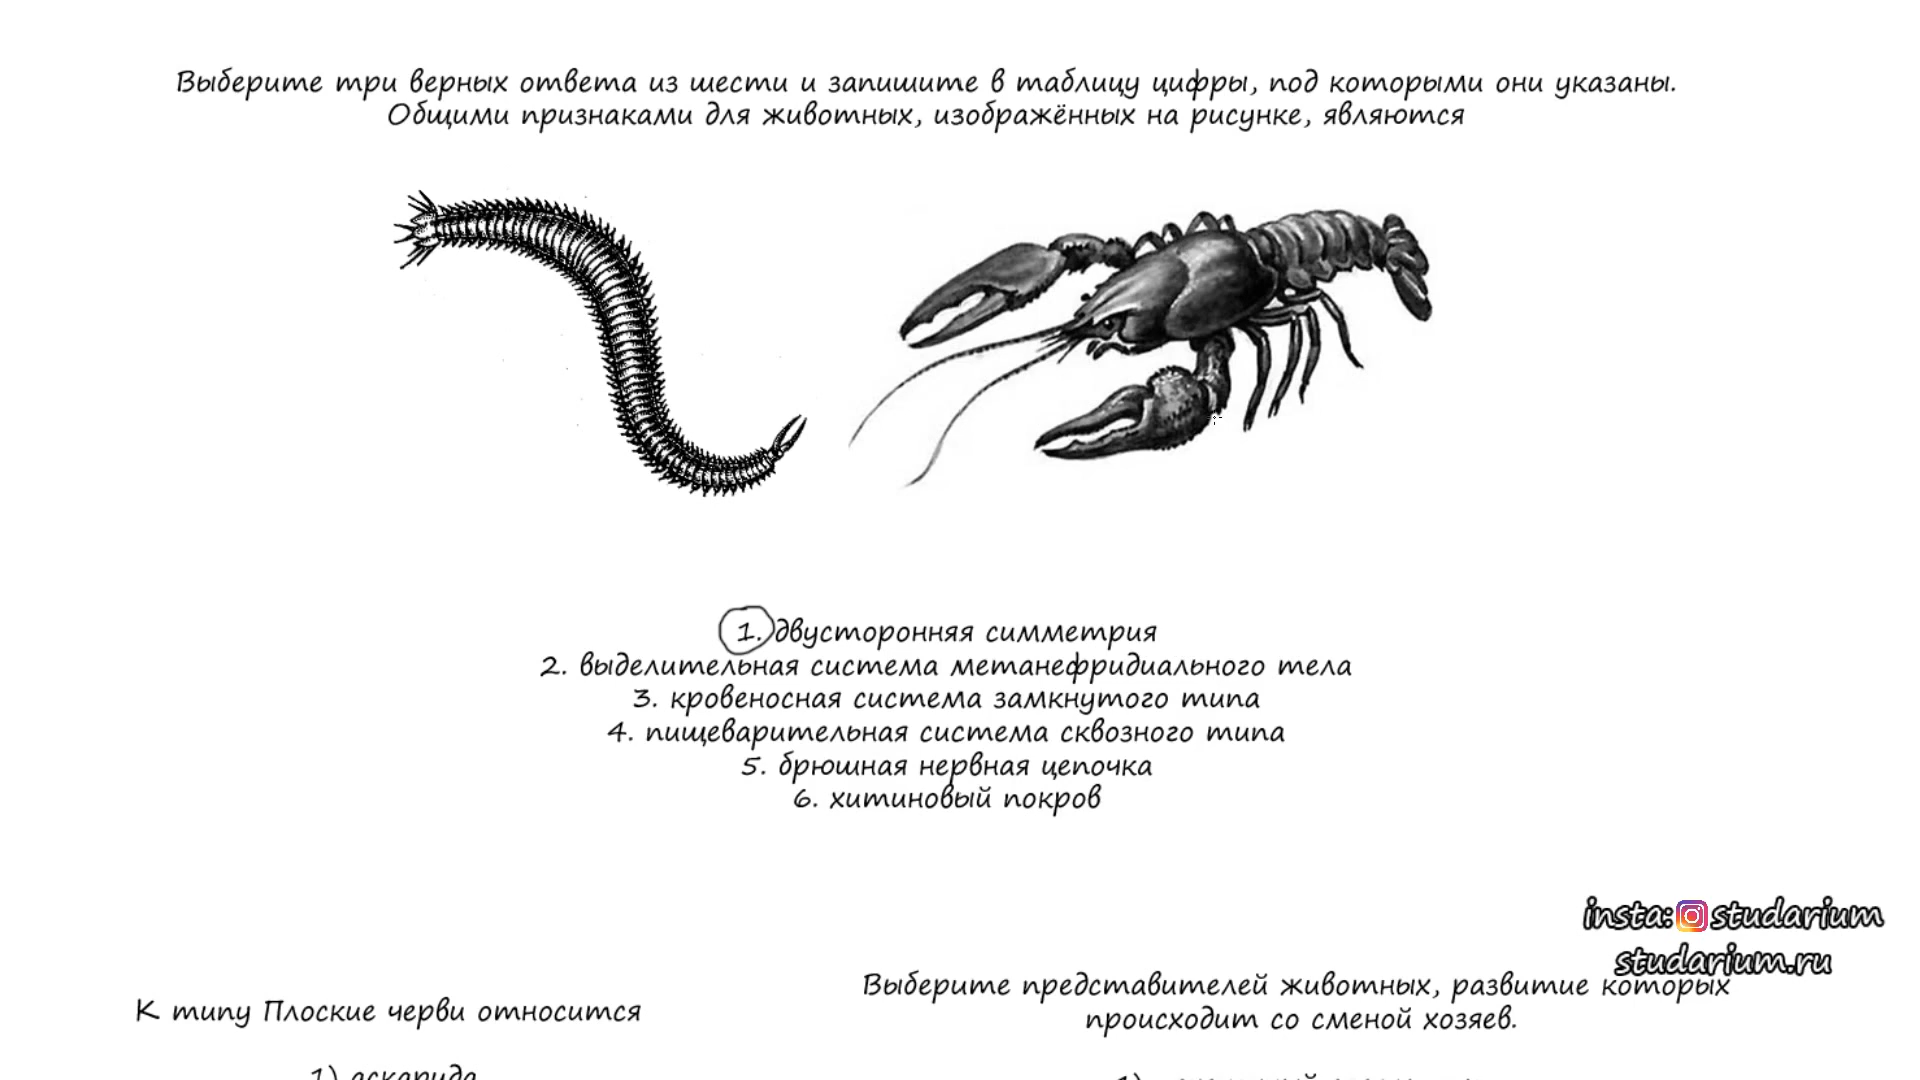 Выберите три верных ответа из шести и запишите в таблицу цифры, под которыми они указаны.
Общими признаками для животных, изображённых на рисунке, являются
1. двусторонняя симметрия
2. выделительная система метанефридиального тела
3. кровеносная система замкнутого типа
4. пищеварительная система сквозного типа
5. брюшная нервная цепочка
6. хитиновый покров
insta: studarium
studarium.ru
К типу Плоские черви относится
1) аскарида
Выберите представителей животных, развитие которых
происходит со сменой хозяев.
1)